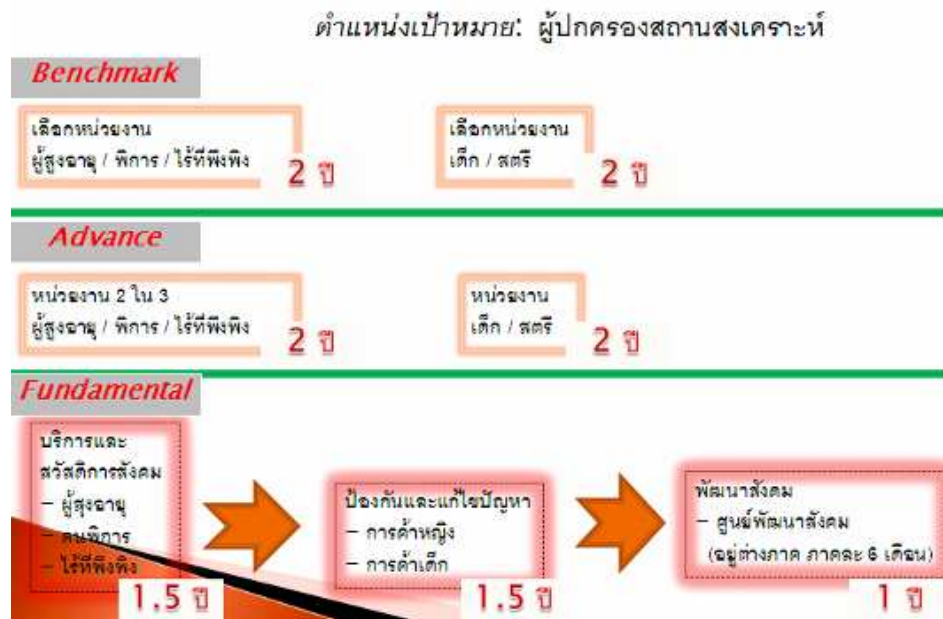 ตำแหน่งเป้าหมาย: ผู้ปกครองสถานสงเคราะห์
Benchmark
เลือกหน่วยงาน
ผู้สูงอายุ / พิการ / ไร้ที่พึ่งพิง
2 ปี
เลือกหน่วยงาน
เด็ก / สตรี
2 ปี
Advance
หน่วยงาน 2 ใน 3
ผู้สูงอายุ / พิการ / ไร้ที่พึ่งพิง
2 ปี
หน่วยงาน
เด็ก / สตรี
2 ปี
Fundamental
บริการและ
สวัสดิการสังคม
– ผู้สูงอายุ
– คนพิการ
– ไร้ที่พึ่งพิง
1.5 ปี
ป้องกันและแก้ไขปัญหา
– การค้าหญิง
– การค้าเด็ก
1.5 ปี
พัฒนาสังคม
– ศูนย์พัฒนาสังคม
(อยู่ต่างภาค ภาคละ 6 เดือน)
1 ปี